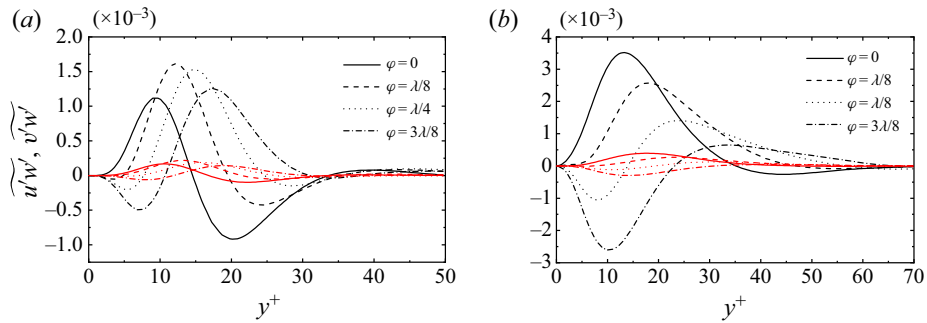 (a)
(×10⁻³)
2.0
1.5
1.0
0.5
0
−0.5
−1.0
u′w′, v′w′
φ = 0
φ = λ/8
φ = λ/4
φ = 3λ/8
0 10 20 30 40 50
y⁺
(b)
(×10⁻³)
4
3
2
1
0
−1
−2
−3
φ = 0
φ = λ/8
φ = λ/8
φ = 3λ/8
0 10 20 30 40 50 60 70
y⁺